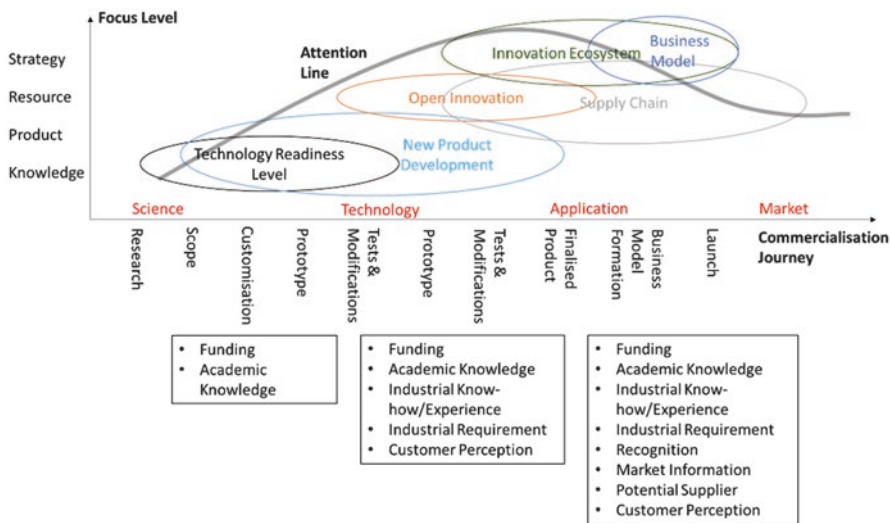 Focus Level
Strategy
Resource
Product
Knowledge
Attention
Line
Innovation Ecosystem
Business
Model
Open Innovation
Supply Chain
Technology Readiness
Level
New Product
Development
Science
Technology
Application
Market
Commercialisation
Journey
Research
Scope
Customisation
Prototype
Tests &
Modifications
Prototype
Tests &
Modifications
Finalised
Product
Business
Model
Formation
Launch
• Funding
• Academic
Knowledge
• Funding
• Academic Knowledge
• Industrial Know-
how/Experience
• Industrial Requirement
• Customer Perception
• Funding
• Academic Knowledge
• Industrial Know-
how/Experience
• Industrial Requirement
• Recognition
• Market Information
• Potential Supplier
• Customer Perception